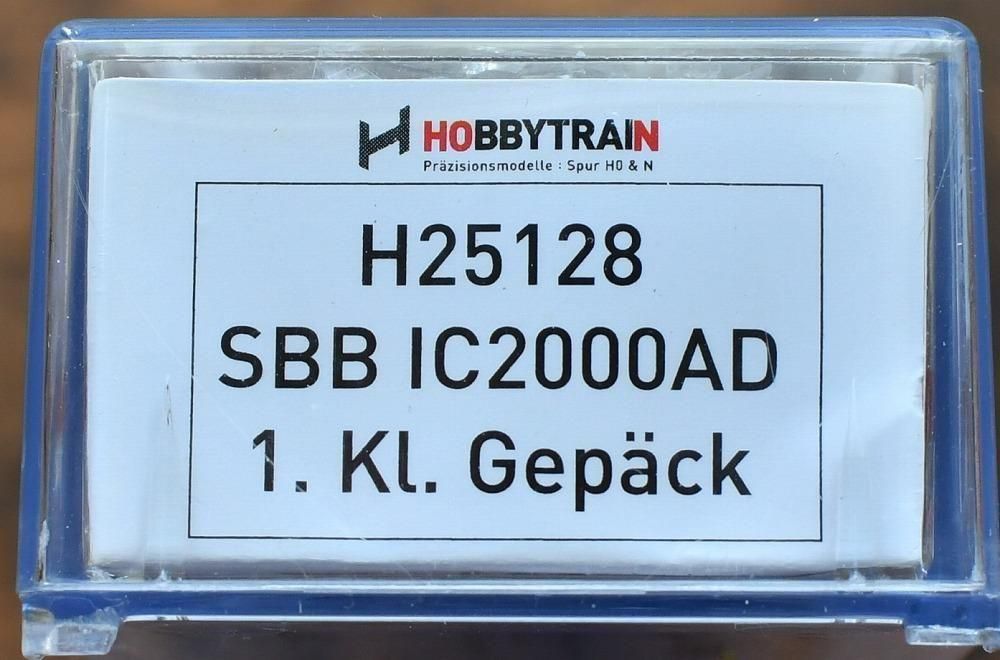 HOBBYTRAIN
Präzisionsmodelle : Spur H0 & N
H25128
SBB IC2000AD
1. Kl. Gepäck